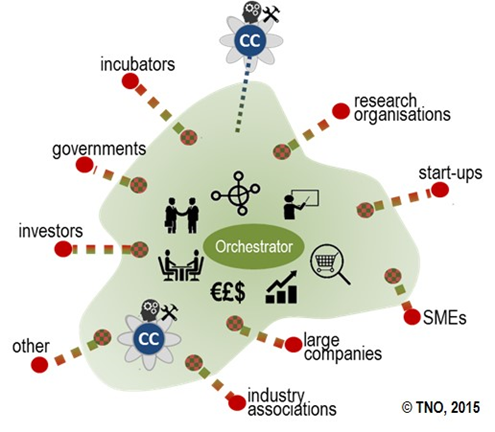 CC
incubators
research
organisations
governments
start-ups
investors
Orchestrator
€£$
SMEs
CC
other
large
companies
industry
associations
© TNO, 2015